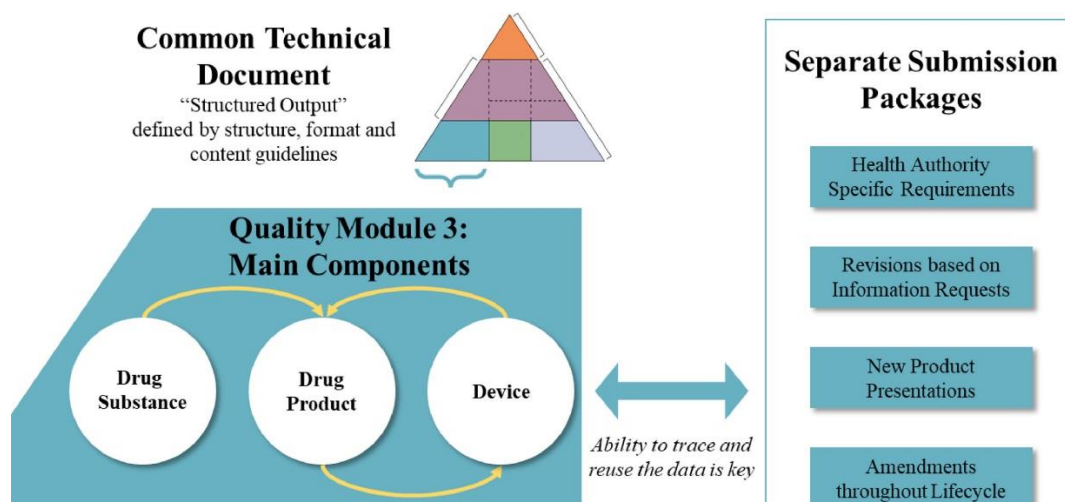 Common Technical
Document
“Structured Output”
defined by structure, format and
content guidelines
Quality Module 3:
Main Components
Drug
Substance
Drug
Product
Device
Ability to trace and
reuse the data is key
Separate Submission
Packages
Health Authority
Specific Requirements
Revisions based on
Information Requests
New Product
Presentations
Amendments
throughout Lifecycle